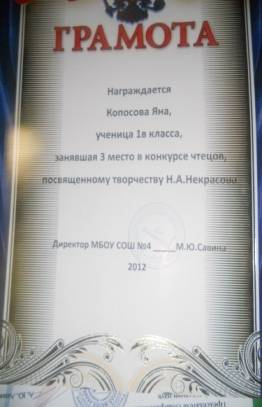 ГРАМОТА
Награждается
Копосова Яна,
ученица 1в класса,
занявшая 3 место в конкурсе чтецов,
посвященному творчеству Н.А.Некрасова
Директор МБОУ СОШ №4 _____М.Ю.Савина
2012